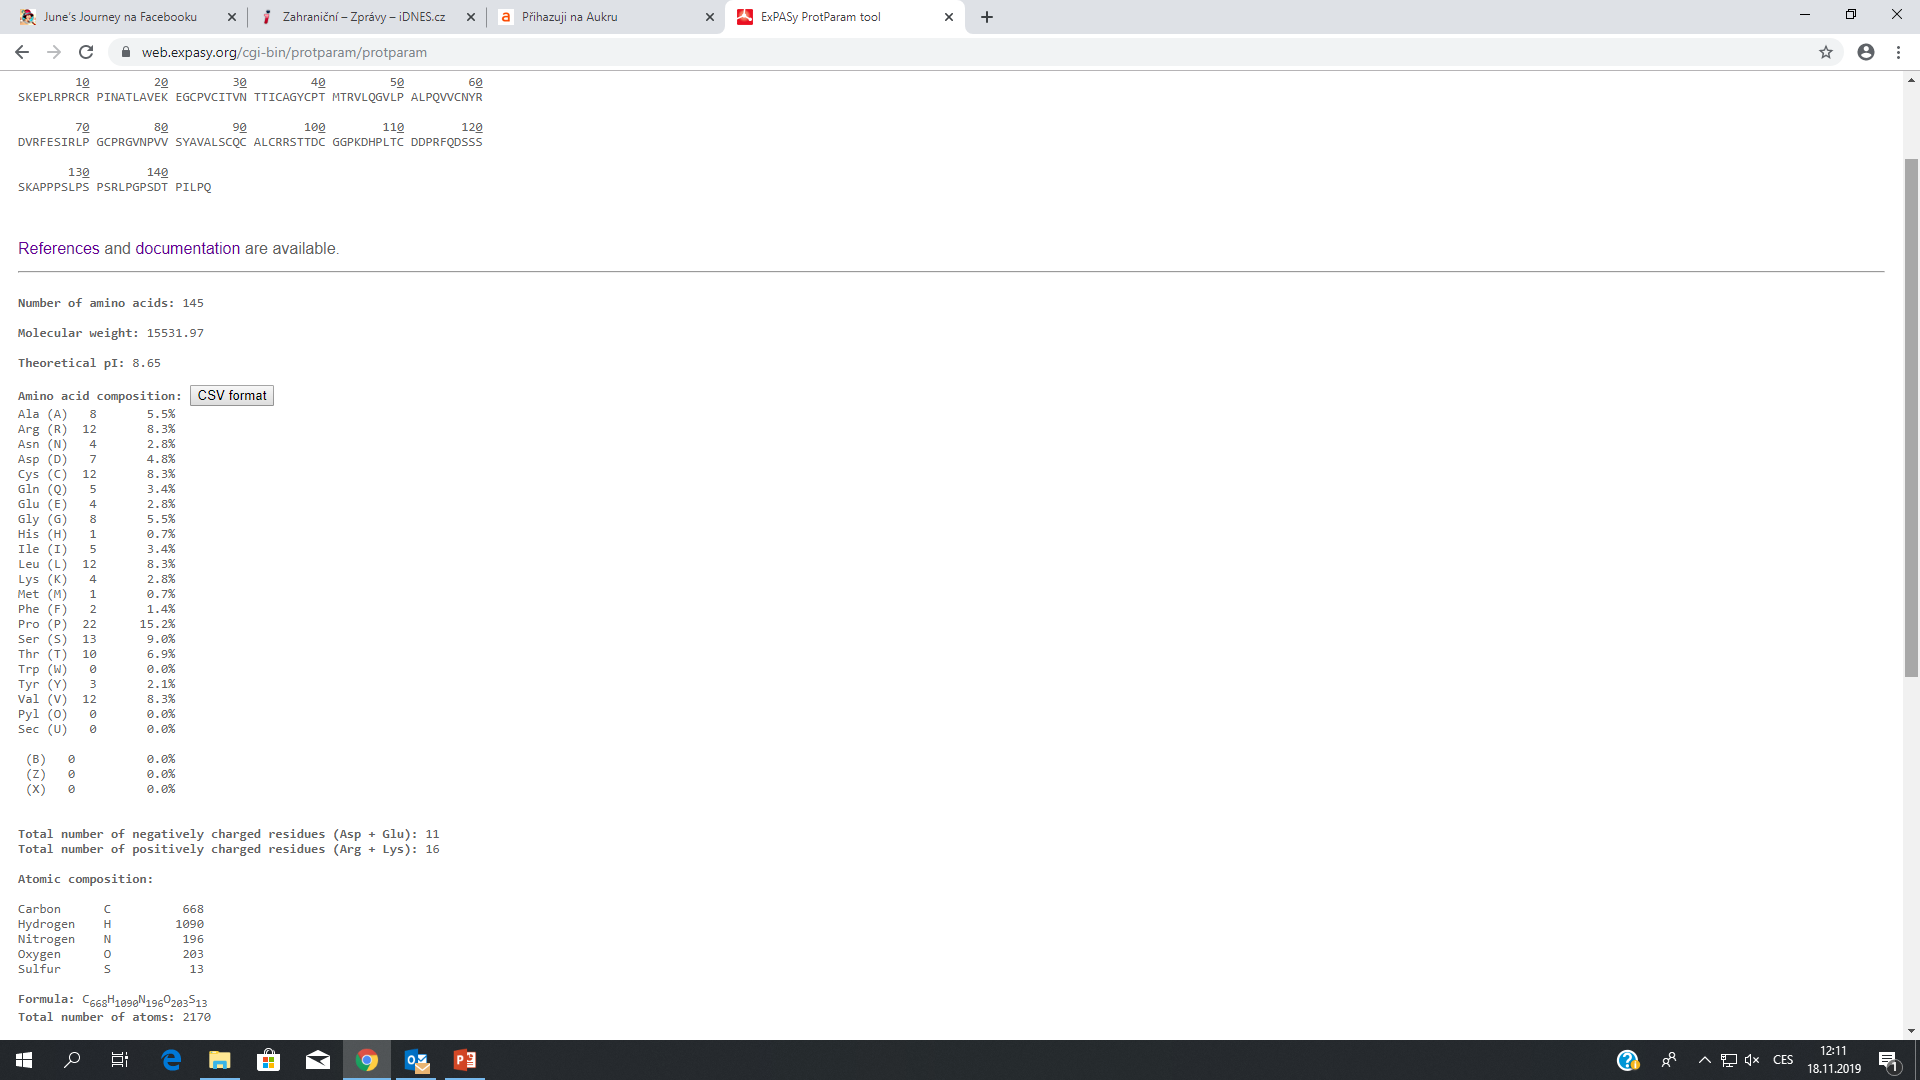 June's Journey na Facebooku
Zahraniční – Zprávy – iDNES.cz
Přihazuji na Aukru
ExPASy ProtParam tool
web.expasy.org/cgi-bin/protparam/protparam
10 20 30 40 50 60
SKEPLRPRCR PINATLAVEK EGCPVCITVN TTICAGYCPT MTRVLQGVLP ALPQVVCNYR
70 80 90 100 110 120
DVRFESIRLP GCPRGVNPVV SYAVALSCQC ALCRRSTTDC GGPKDHPLTC DDPRFQDSSS
130 140
SKAPPPSLPS PSRLPGPSDT PILPQ
References and documentation are available.
Number of amino acids: 145
Molecular weight: 15531.97
Theoretical pI: 8.65
Amino acid composition: CSV format
Ala (A) 8 5.5%
Arg (R) 12 8.3%
Asn (N) 4 2.8%
Asp (D) 7 4.8%
Cys (C) 12 8.3%
Gln (Q) 5 3.4%
Glu (E) 4 2.8%
Gly (G) 8 5.5%
His (H) 1 0.7%
Ile (I) 5 3.4%
Leu (L) 12 8.3%
Lys (K) 4 2.8%
Met (M) 1 0.7%
Phe (F) 2 1.4%
Pro (P) 22 15.2%
Ser (S) 13 9.0%
Thr (T) 10 6.9%
Trp (W) 0 0.0%
Tyr (Y) 3 2.1%
Val (V) 12 8.3%
Pyl (O) 0 0.0%
Sec (U) 0 0.0%
(B) 0 0.0%
(Z) 0 0.0%
(X) 0 0.0%
Total number of negatively charged residues (Asp + Glu): 11
Total number of positively charged residues (Arg + Lys): 16
Atomic composition:
Carbon C 668
Hydrogen H 1090
Nitrogen N 196
Oxygen O 203
Sulfur S 13
Formula: C668H1090N196O203S13
Total number of atoms: 2170
CES
12:11
18.11.2019
1